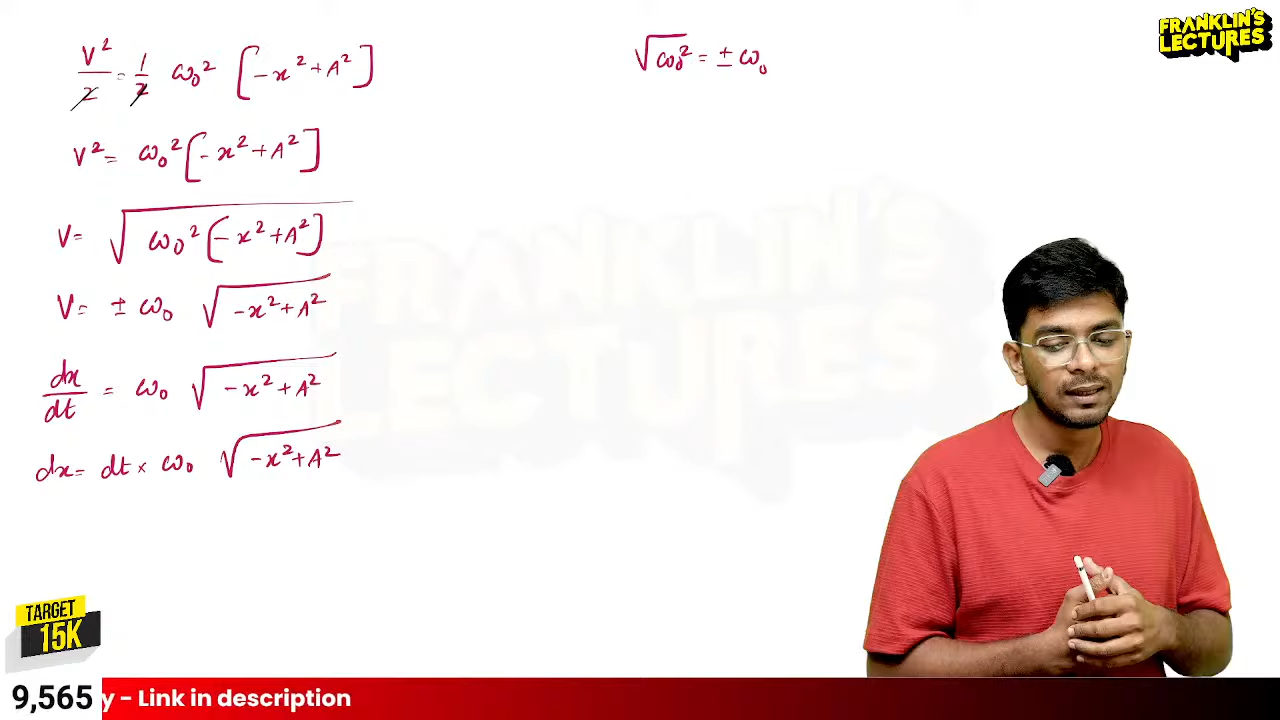 V²/2 = 1/2 ω₀² [-x² + A²]
V² = ω₀² [-x² + A²]
V = √(ω₀² [-x² + A²])
V = ± ω₀ √(-x² + A²)
dx/dt = ω₀ √(-x² + A²)
dx = dt × ω₀ √(-x² + A²)
√(ω₀²) = ± ω₀
FRANKLIN'S
LECTURES
FRANKLIN'S
LECTURES
TARGET
15K
9,565
y - Link in description